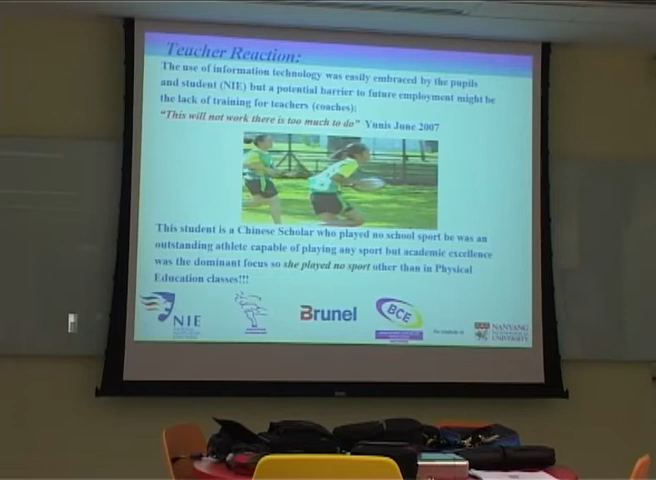 Teacher Reaction:
The use of information technology was easily embraced by the pupils
and student (NIE) but a potential barrier to future employment might be
the lack of training for teachers (coaches):
"This will not work there is too much to do" Yunis June 2007
This student is a Chinese Scholar who played no school sport be was an
outstanding athlete capable of playing any sport but academic excellence
was the dominant focus so she played no sport other than in Physical
Education classes!!!
NIE
Brunel
BCE
NANYANG
TECHNOLOGICAL
UNIVERSITY